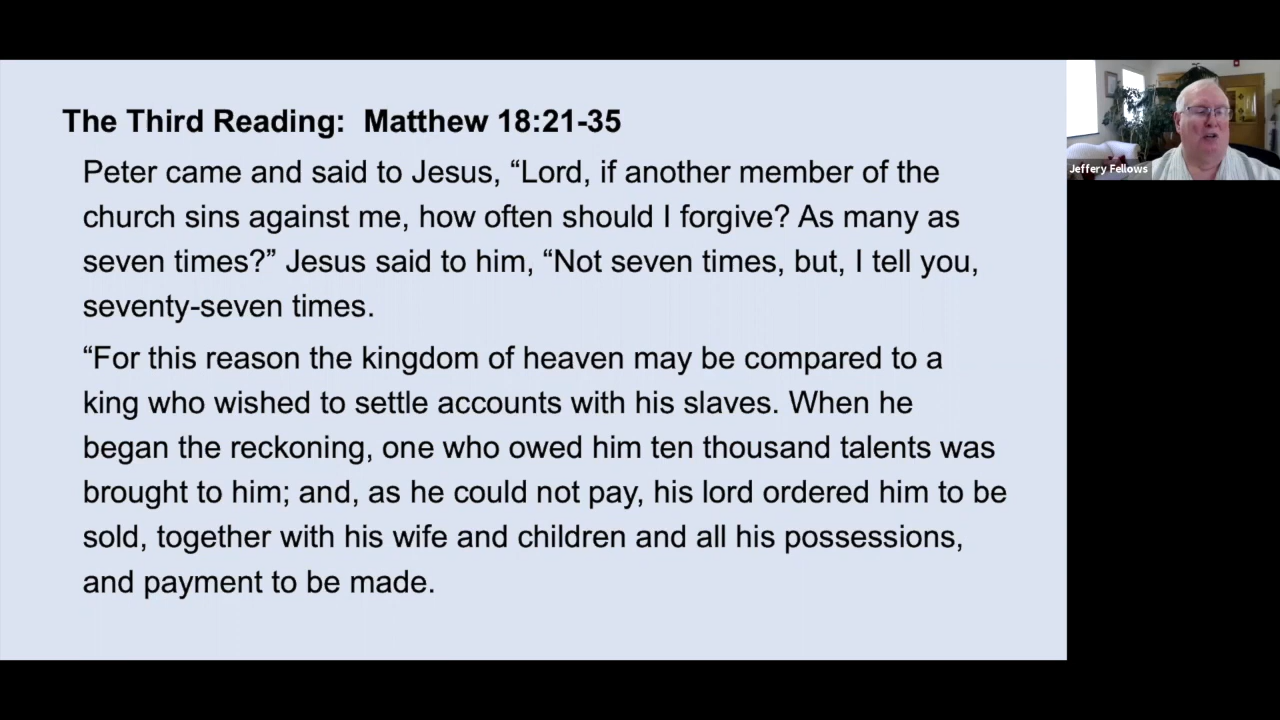 The Third Reading:  Matthew 18:21-35
Peter came and said to Jesus, “Lord, if another member of the
church sins against me, how often should I forgive? As many as
seven times?” Jesus said to him, “Not seven times, but, I tell you,
seventy-seven times.
“For this reason the kingdom of heaven may be compared to a
king who wished to settle accounts with his slaves. When he
began the reckoning, one who owed him ten thousand talents was
brought to him; and, as he could not pay, his lord ordered him to be
sold, together with his wife and children and all his possessions,
and payment to be made.
Jeffery Fellows